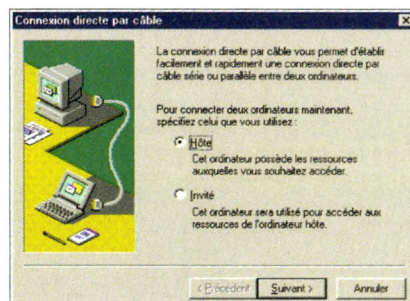 Connexion directe par câble
La connexion directe par câble vous permet d'établir
facilement et rapidement une connexion directe par
câble série ou parallèle entre deux ordinateurs.
Pour connecter deux ordinateurs maintenant,
spécifiez celui que vous utilisez :
Hôte
Cet ordinateur possède les ressources
auxquelles vous souhaitez accéder.
Invité
Cet ordinateur sera utilisé pour accéder aux
ressources de l'ordinateur hôte.
< Précédent Suivant > Annuler